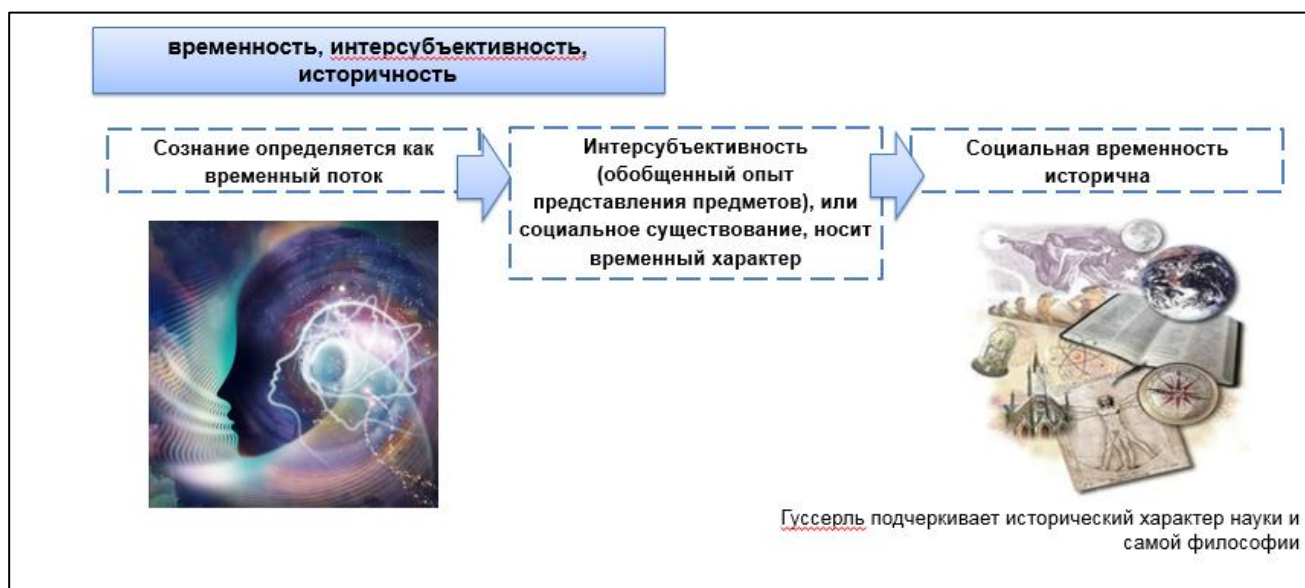 временность, интерсубъективность,
историчность
Сознание определяется как
временный поток
Интерсубъективность
(обобщенный опыт
представления предметов), или
социальное существование, носит
временный характер
Социальная временность
исторична
Гуссерль подчеркивает исторический характер науки и
самой философии